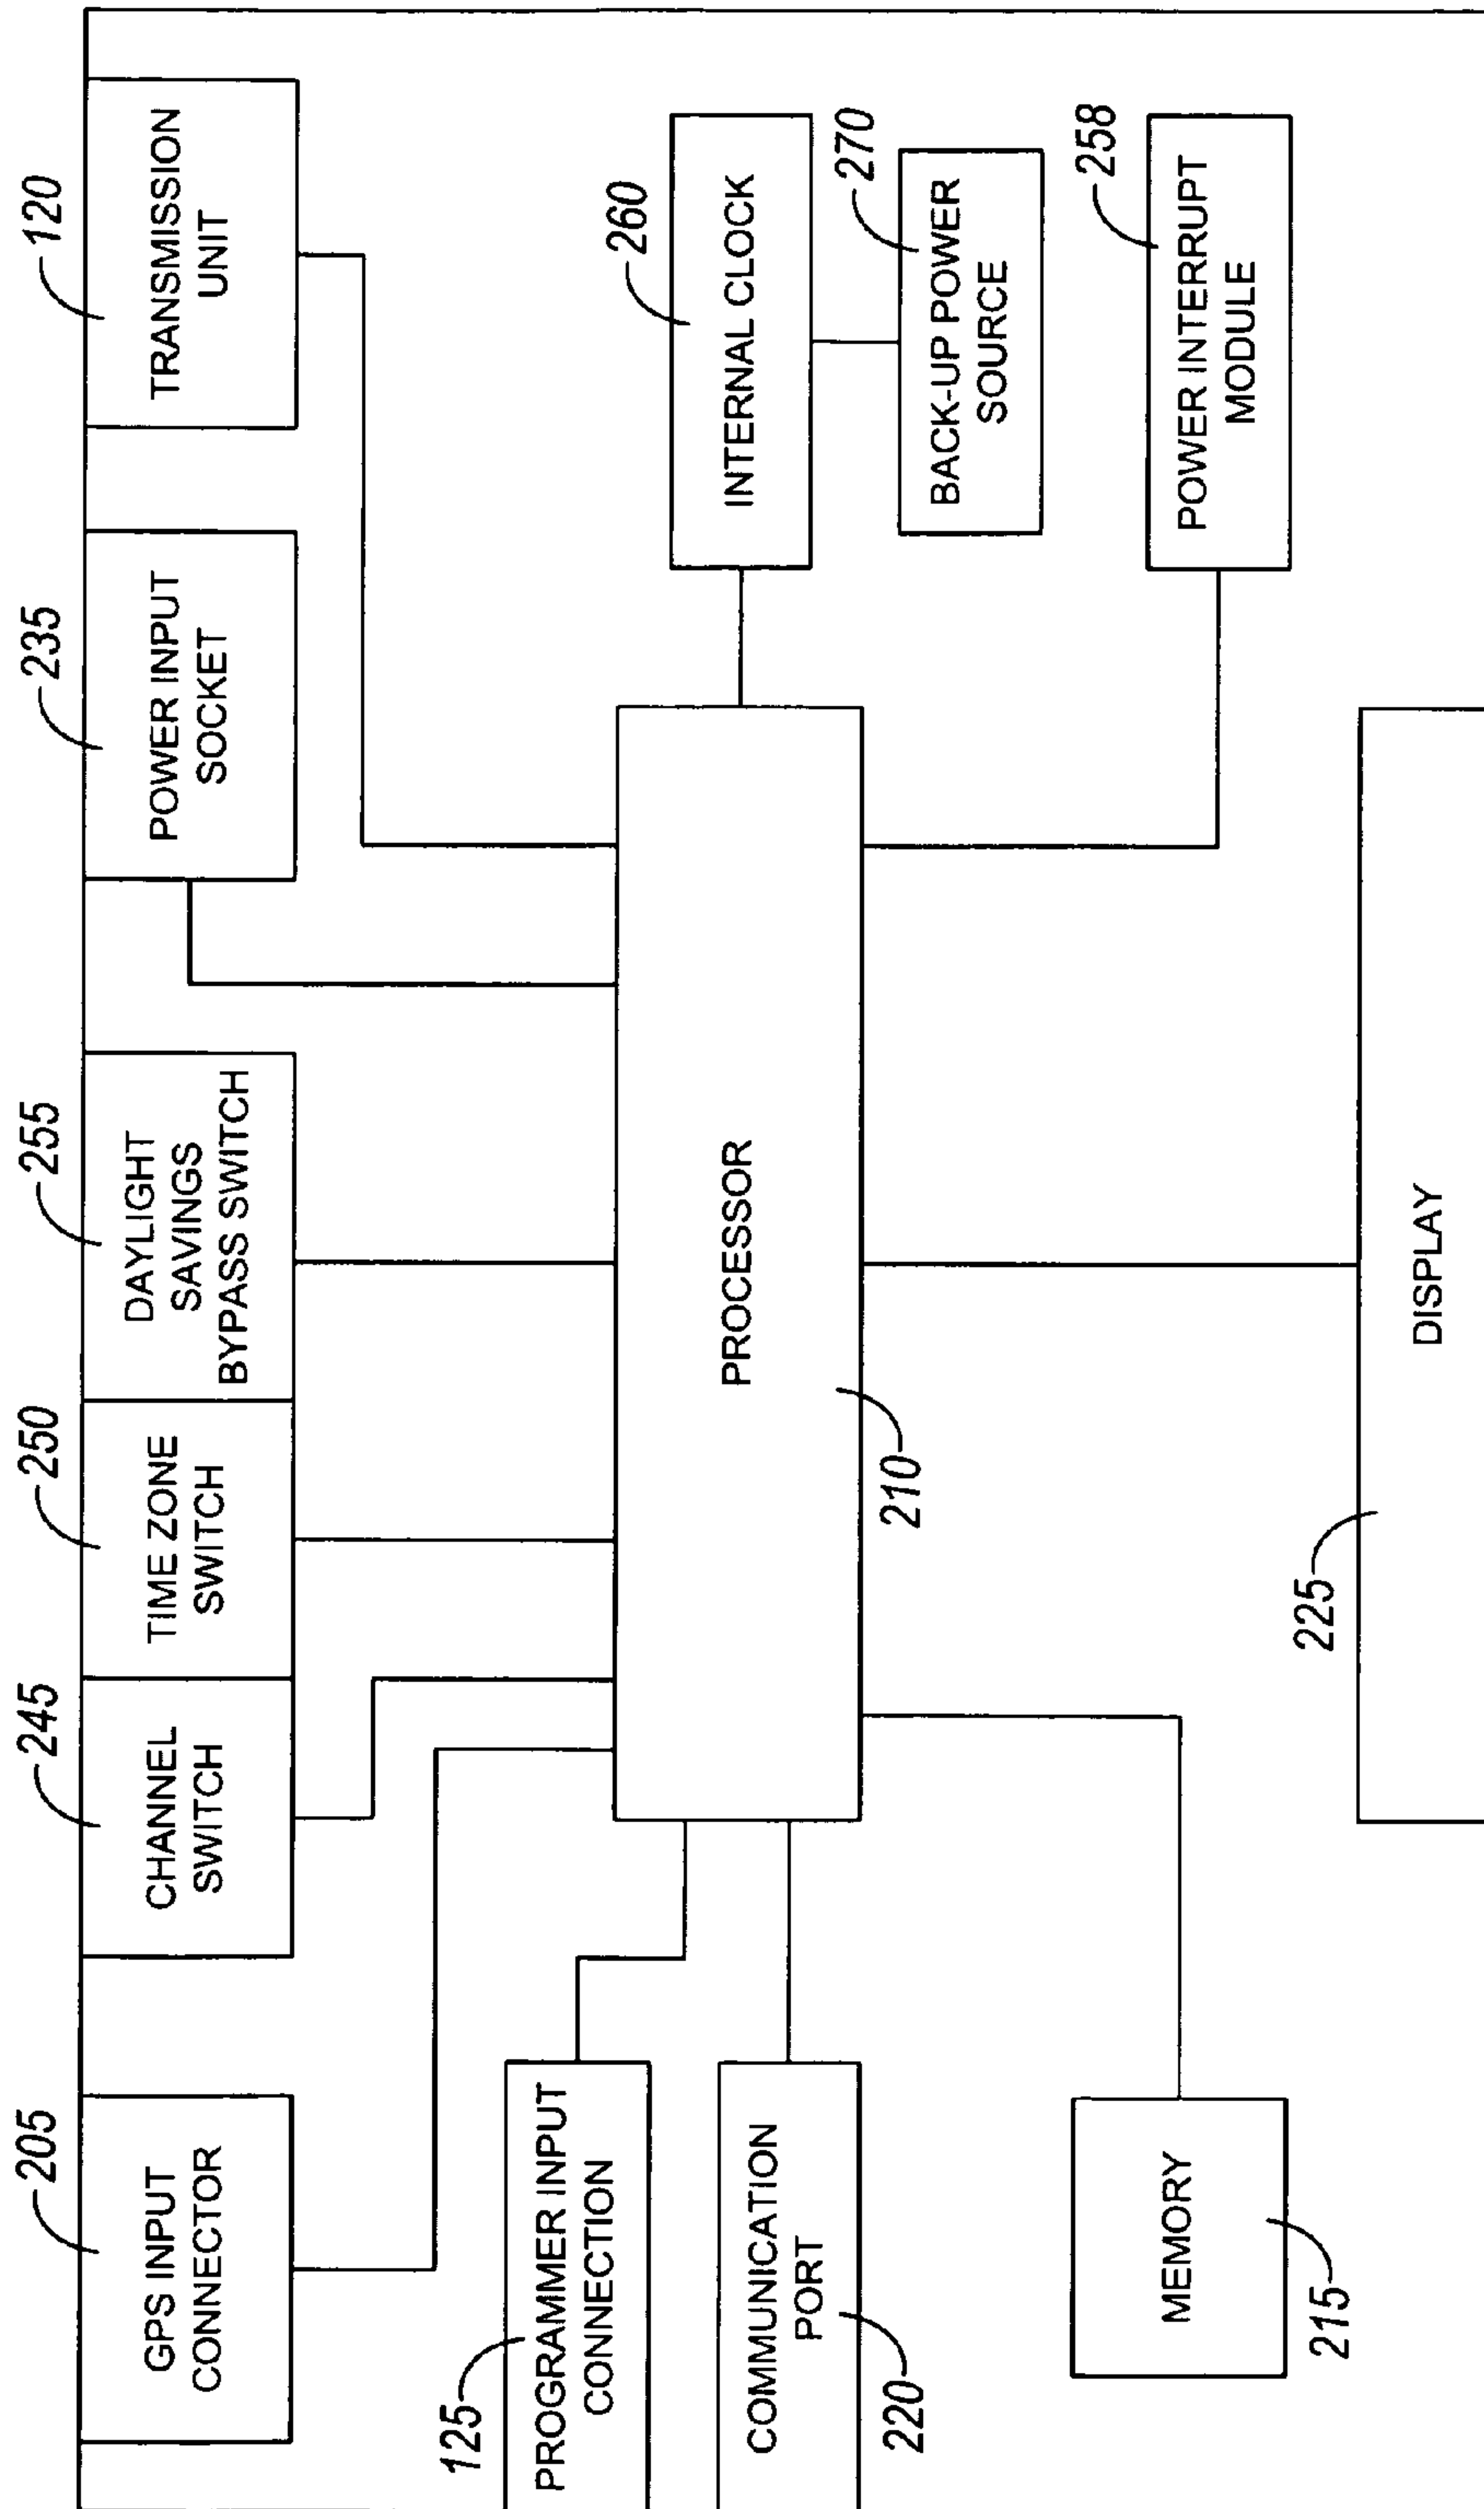 205
GPS INPUT
CONNECTOR
245
CHANNEL
SWITCH
250
TIME ZONE
SWITCH
255
DAYLIGHT
SAVINGS
BYPASS SWITCH
235
POWER INPUT
SOCKET
120
TRANSMISSION
UNIT
125
PROGRAMMER INPUT
CONNECTION
COMMUNICATION
PORT
220
PROCESSOR
210
260
INTERNAL CLOCK
270
BACK-UP POWER
SOURCE
258
POWER INTERRUPT
MODULE
MEMORY
215
225
DISPLAY